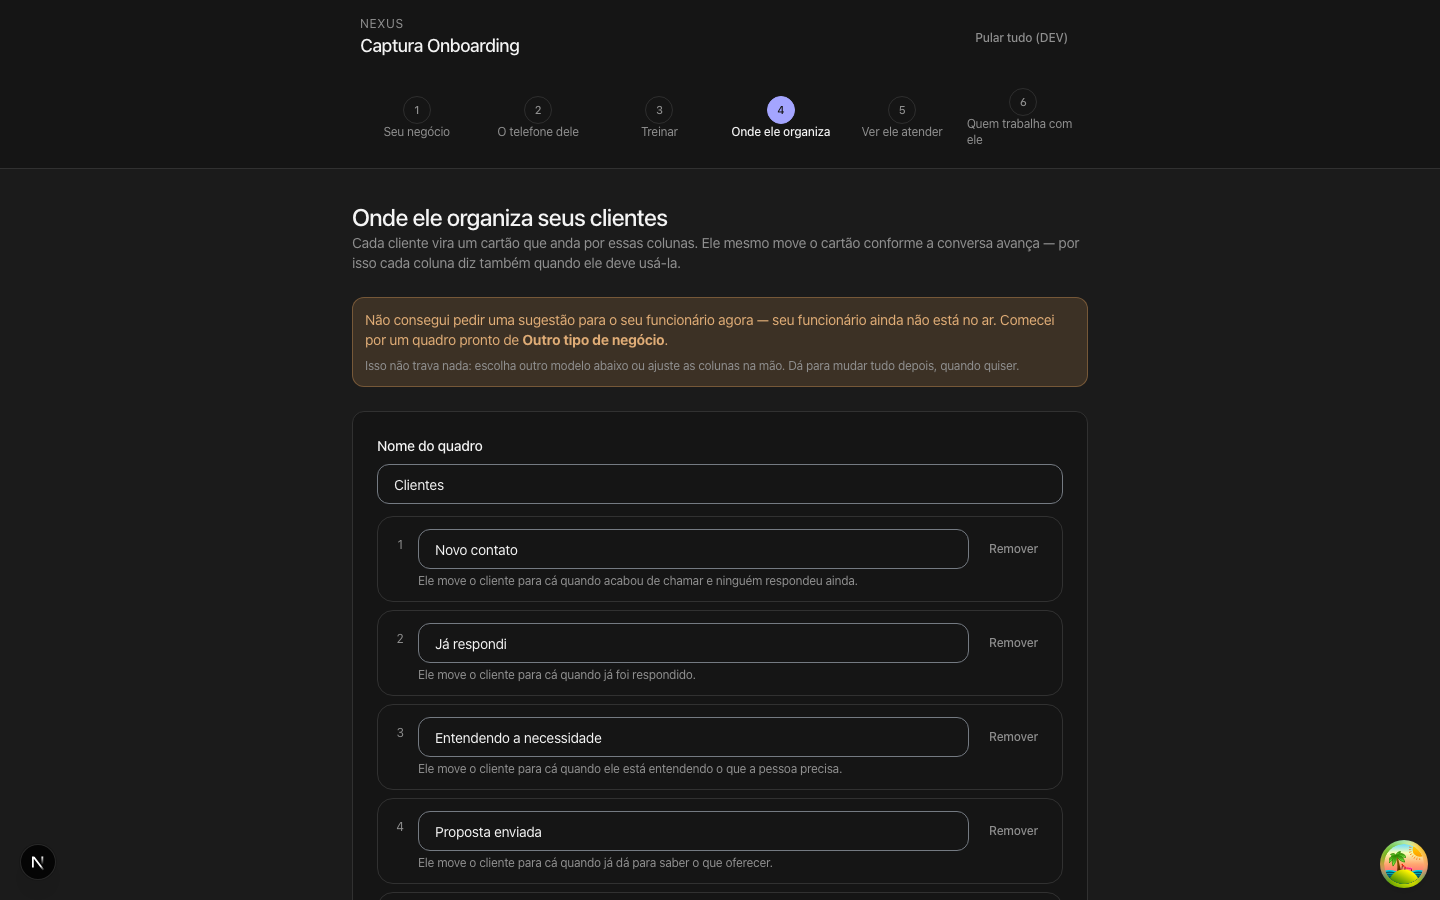 NEXUS
Captura Onboarding
Pular tudo (DEV)
1
Seu negócio
2
O telefone dele
3
Treinar
4
Onde ele organiza
5
Ver ele atender
6
Quem trabalha com
ele
Onde ele organiza seus clientes
Cada cliente vira um cartão que anda por essas colunas. Ele mesmo move o cartão conforme a conversa avança — por
isso cada coluna diz também quando ele deve usá-la.
Não consegui pedir uma sugestão para o seu funcionário agora — seu funcionário ainda não está no ar. Comecei
por um quadro pronto de Outro tipo de negócio.
Isso não trava nada: escolha outro modelo abaixo ou ajuste as colunas na mão. Dá para mudar tudo depois, quando quiser.
Nome do quadro
Clientes
1
Novo contato
Remover
Ele move o cliente para cá quando acabou de chamar e ninguém respondeu ainda.
2
Já respondi
Remover
Ele move o cliente para cá quando já foi respondido.
3
Entendendo a necessidade
Remover
Ele move o cliente para cá quando ele está entendendo o que a pessoa precisa.
4
Proposta enviada
Remover
Ele move o cliente para cá quando já dá para saber o que oferecer.
N